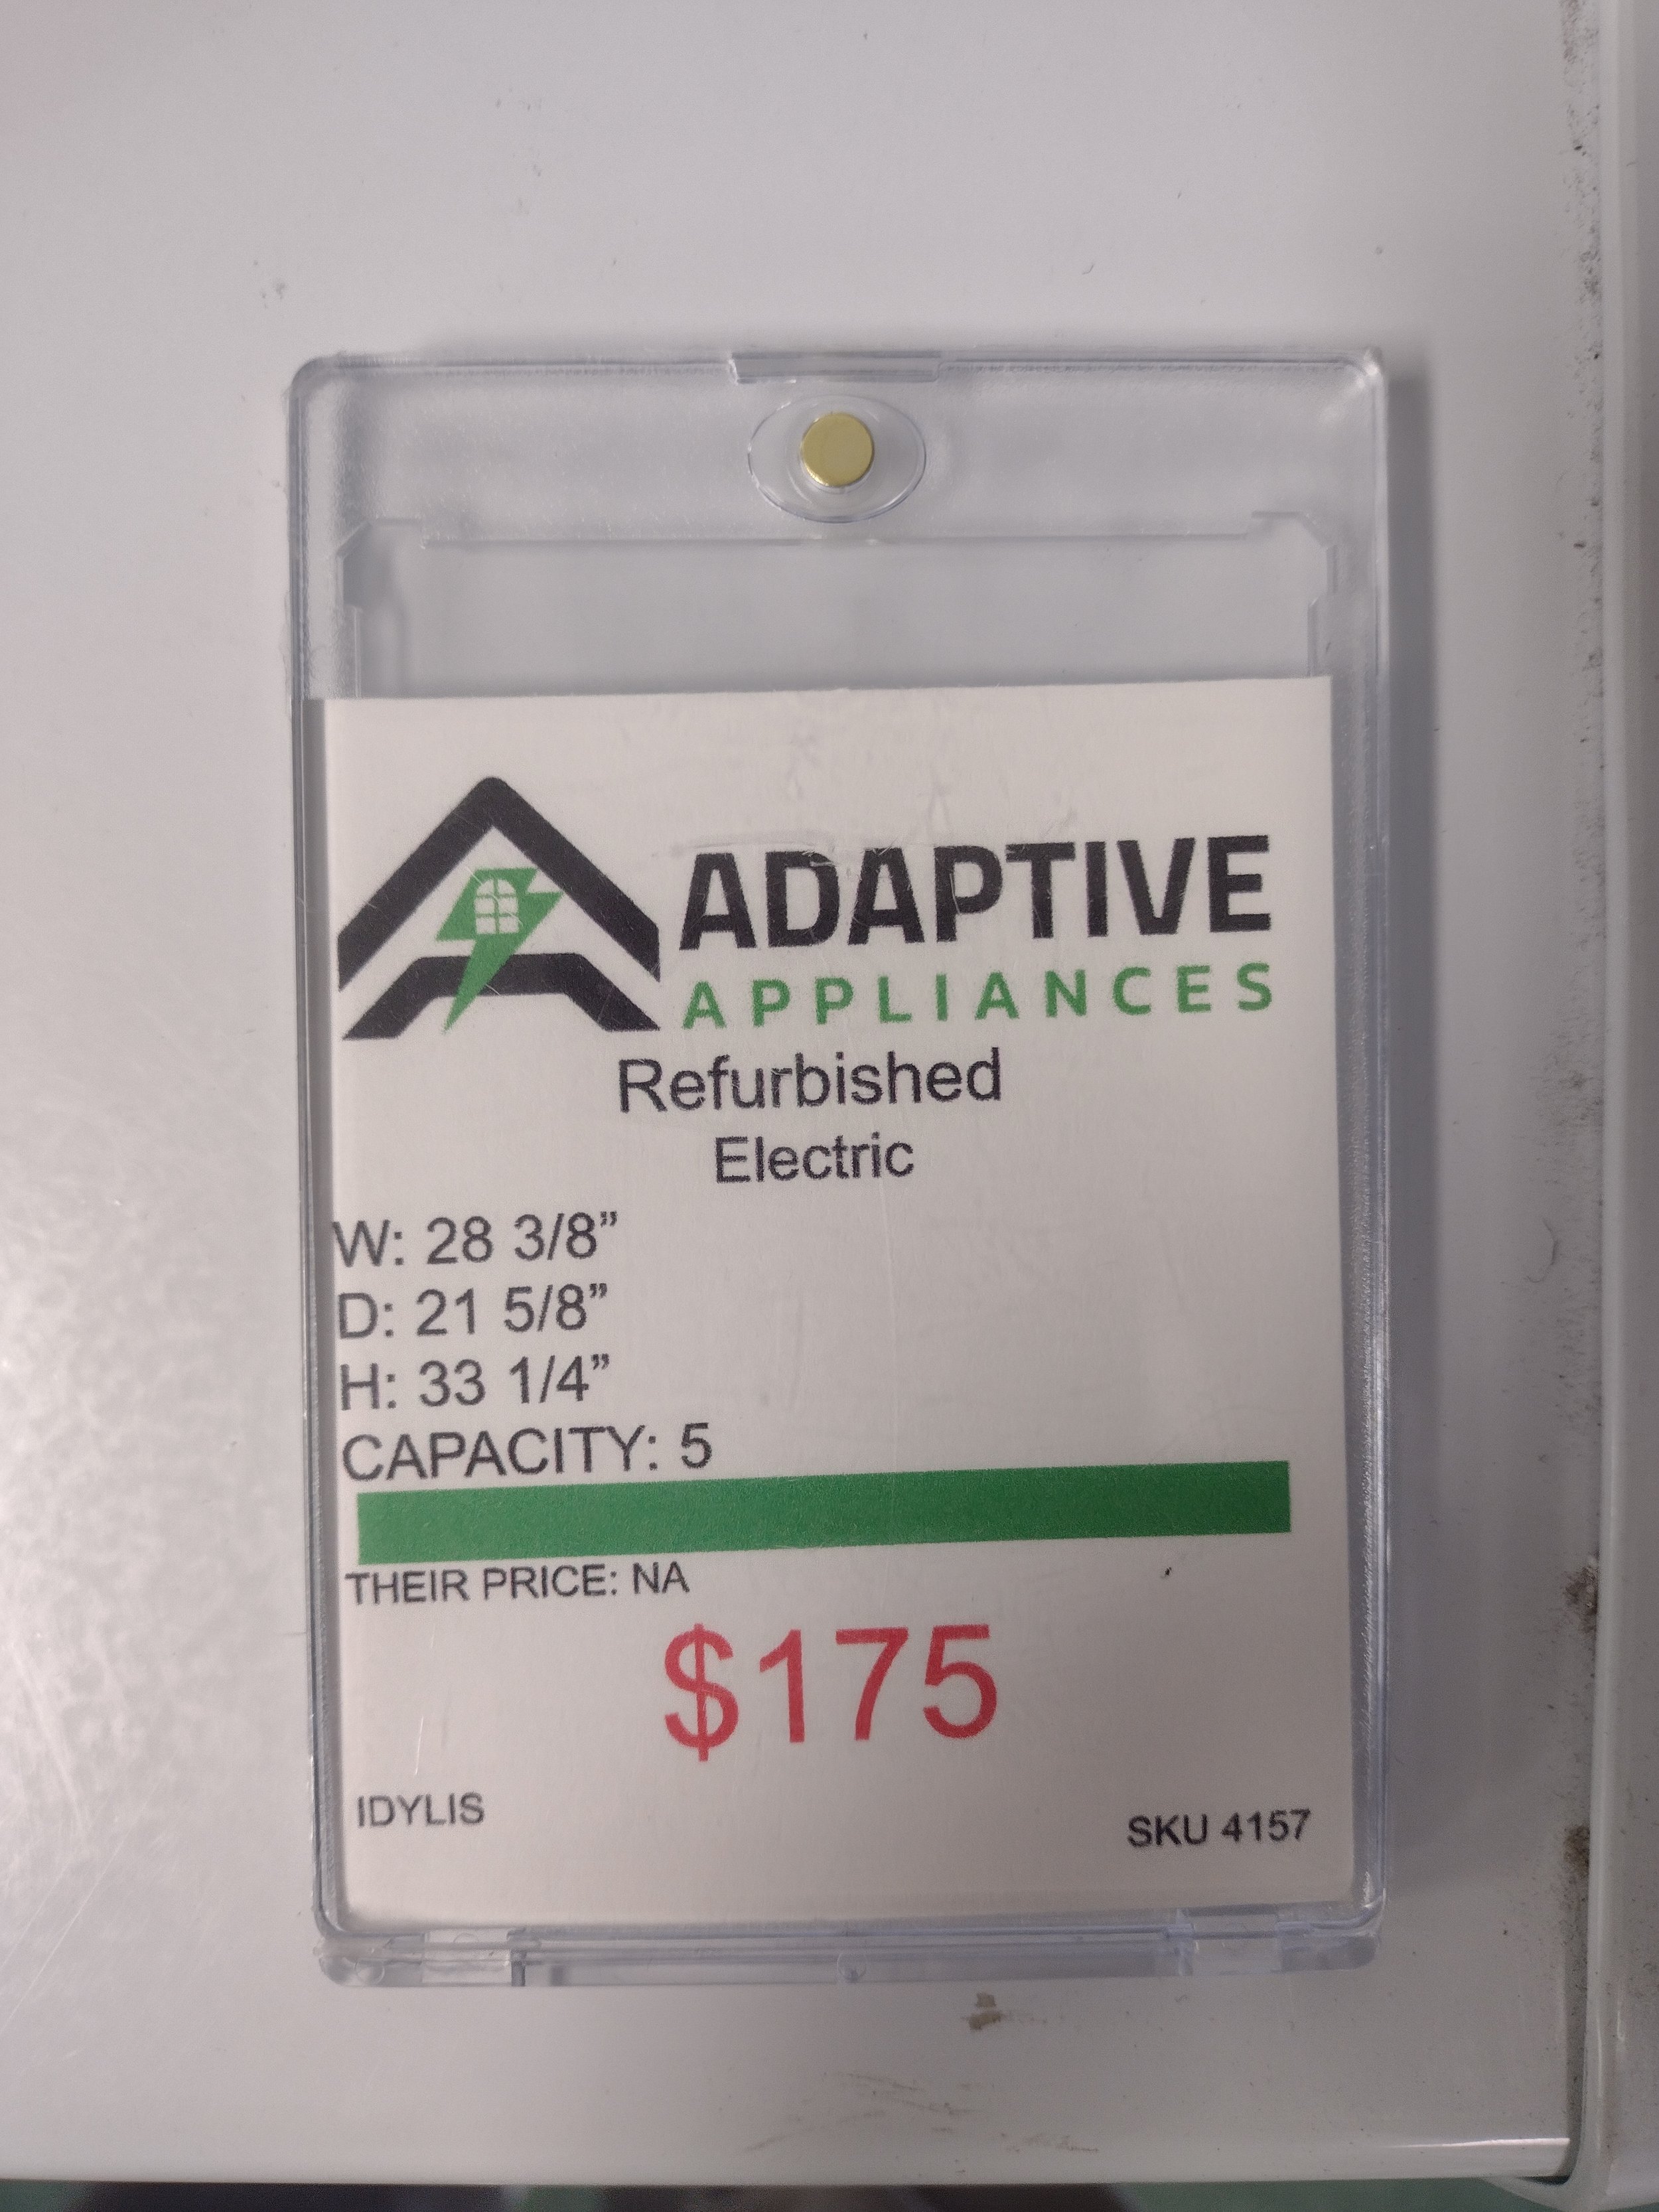 ADAPTIVE
APPLIANCES
Refurbished
Electric
W: 28 3/8”
D: 21 5/8”
H: 33 1/4”
CAPACITY: 5
THEIR PRICE: NA
$175
IDYLIS
SKU 4157